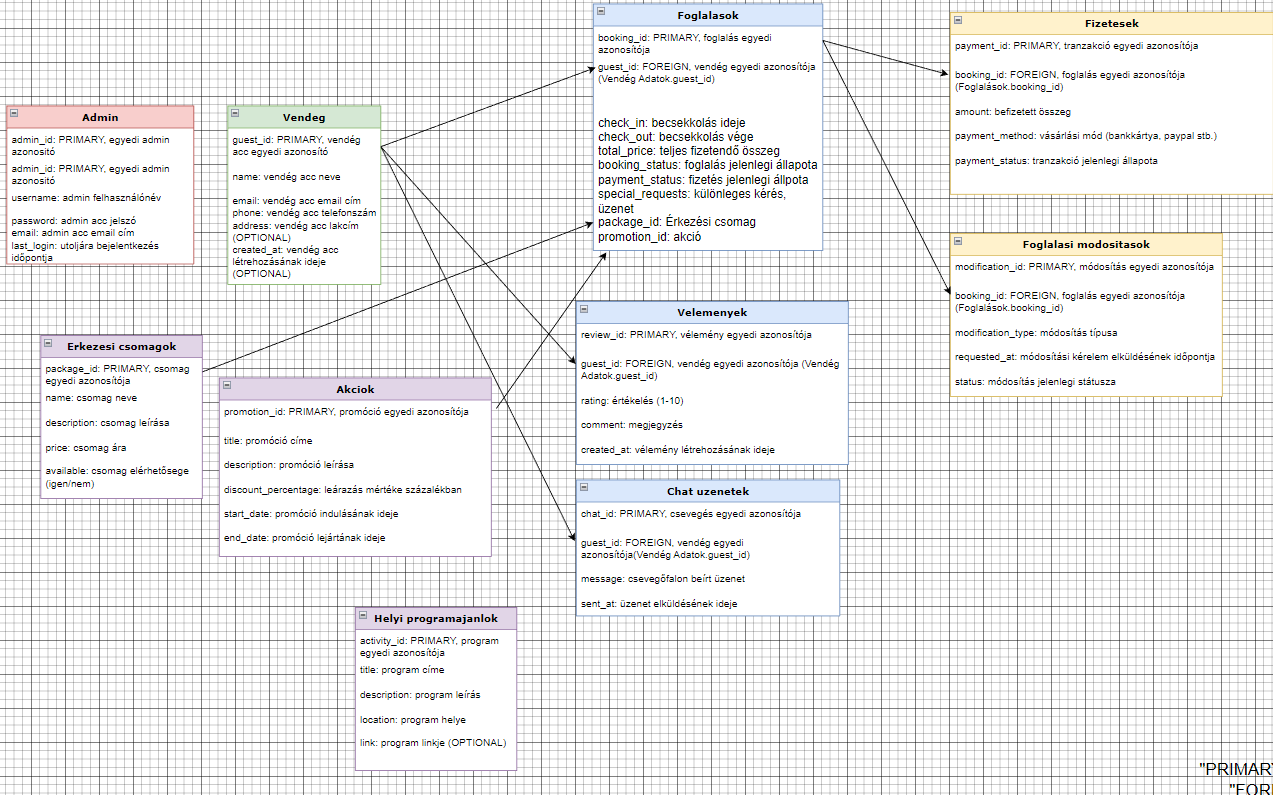 Foglalasok
booking_id: PRIMARY, foglalás egyedi
azonosítója
guest_id: FOREIGN, vendég egyedi azonosítója
(Vendég Adatok.guest_id)
check_in: becsekkolás ideje
check_out: becsekkolás vége
total_price: teljes fizetendő összeg
booking_status: foglalás jelenlegi állapota
payment_status: fizetés jelenlegi állpota
special_requests: különleges kérés,
üzenet
package_id: Érkezési csomag
promotion_id: akció
Fizetesek
payment_id: PRIMARY, tranzakció egyedi azonosítója
booking_id: FOREIGN, foglalás egyedi azonosítója
(Foglalások.booking_id)
amount: befizetett összeg
payment_method: vásárlási mód (bankkártya, paypal stb.)
payment_status: tranzakció jelenlegi állapota
Admin
admin_id: PRIMARY, egyedi admin
azonositó
admin_id: PRIMARY, egyedi admin
azonositó
username: admin felhasználónév
password: admin acc jelszó
email: admin acc email cím
last_login: utoljára bejelentkezés
időpontja
Vendeg
guest_id: PRIMARY, vendég
acc egyedi azonosító
name: vendég acc neve
email: vendég acc email cím
phone: vendég acc telefonszám
address: vendég acc lakcím
(OPTIONAL)
created_at: vendég acc
létrehozásának ideje
(OPTIONAL)
Foglalasi modositasok
modification_id: PRIMARY, módósítás egyedi azonosítója
booking_id: FOREIGN, foglalás egyedi azonosítója
(Foglalások.booking_id)
modification_type: módosítás típusa
requested_at: módosítási kérelem elküldésének időpontja
status: módosítás jelenlegi státusza
Velemenyek
review_id: PRIMARY, vélemény egyedi azonosítója
guest_id: FOREIGN, vendég egyedi azonosítója (Vendég
Adatok.guest_id)
rating: értékelés (1-10)
comment: megjegyzés
created_at: vélemény létrehozásának ideje
Erkezesi csomagok
package_id: PRIMARY, csomag
egyedi azonosítója
name: csomag neve
description: csomag leírása
price: csomag ára
available: csomag elérhetősege
(igen/nem)
Akciok
promotion_id: PRIMARY, promóció egyedi azonosítója
title: promóció címe
description: promóció leírása
discount_percentage: leárazás mértéke százalékban
start_date: promóció indulásának ideje
end_date: promóció lejártának ideje
Chat uzenetek
chat_id: PRIMARY, csevegés egyedi azonosítója
guest_id: FOREIGN, vendég egyedi
azonosítója(Vendég Adatok.guest_id)
message: csevegőfalon beírt üzenet
sent_at: üzenet elküldésének ideje
Helyi programajanlok
activity_id: PRIMARY, program
egyedi azonosítója
title: program címe
description: program leírás
location: program helye
link: program linkje (OPTIONAL)